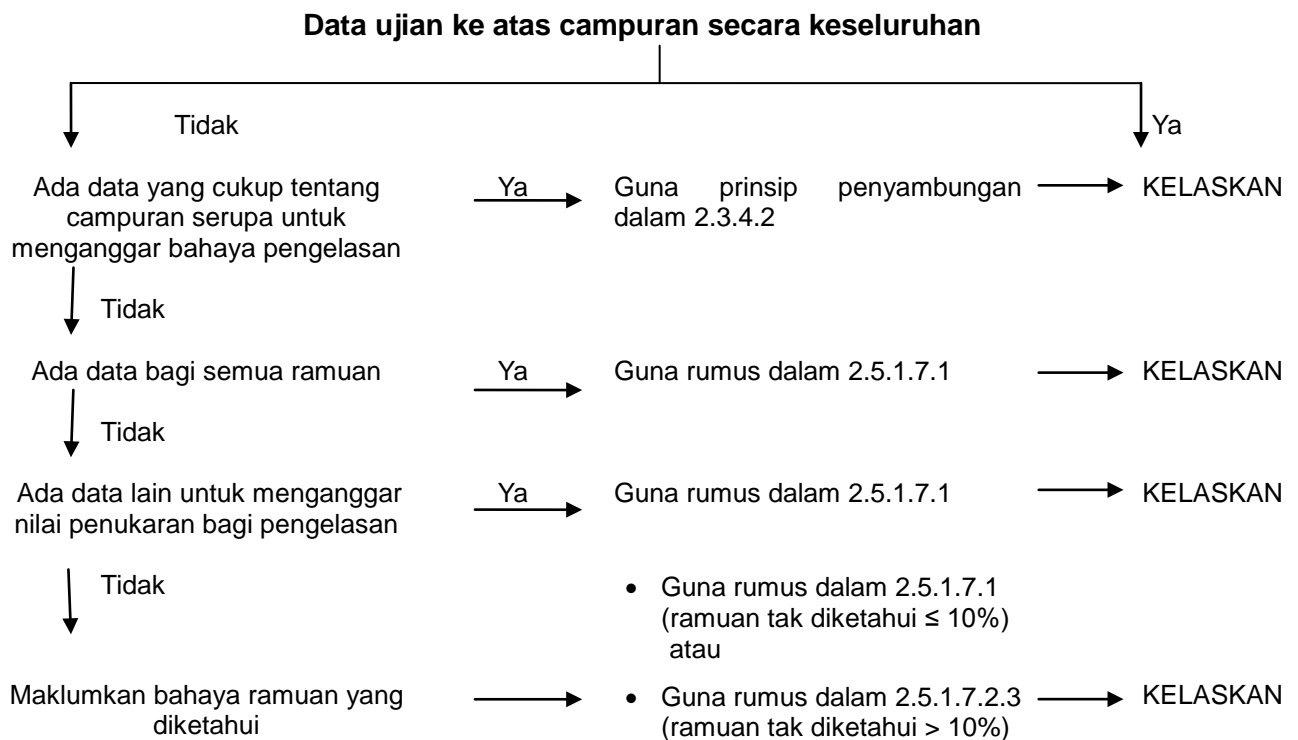 Data ujian ke atas campuran secara keseluruhan
Tidak
Ya
Ada data yang cukup tentang
campuran serupa untuk
menganggar bahaya pengelasan
Ya
Guna prinsip penyambungan
dalam 2.3.4.2
KELASKAN
Tidak
Ada data bagi semua ramuan
Ya
Guna rumus dalam 2.5.1.7.1
KELASKAN
Tidak
Ada data lain untuk menganggar
nilai penukaran bagi pengelasan
Ya
Guna rumus dalam 2.5.1.7.1
KELASKAN
Tidak
• Guna rumus dalam 2.5.1.7.1
(ramuan tak diketahui ≤ 10%)
atau
Maklumkan bahaya ramuan yang
diketahui
• Guna rumus dalam 2.5.1.7.2.3
(ramuan tak diketahui > 10%)
KELASKAN